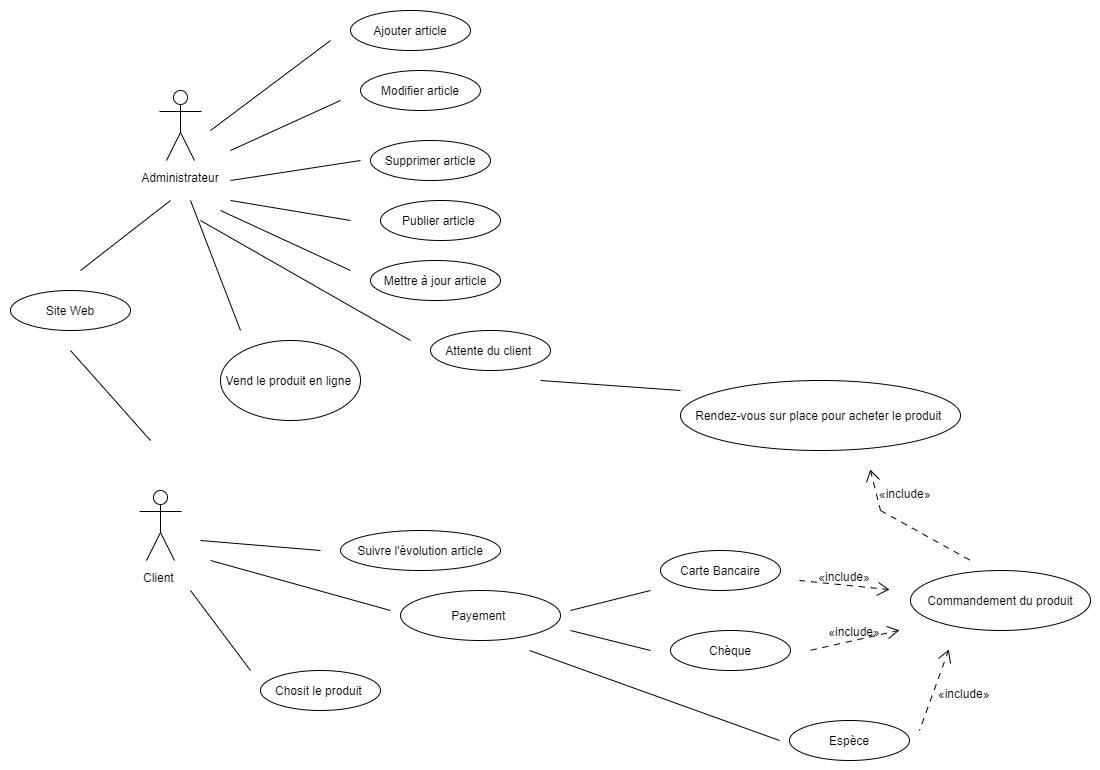 Ajouter article
Modifier article
Supprimer article
Administrateur
Publier article
Mettre à jour article
Site Web
Attente du client
Vend le produit en ligne
Rendez-vous sur place pour acheter le produit
«include»
Suivre l'évolution article
Client
Carte Bancaire
«include»
Commandement du produit
Payement
«include»
Chèque
Chosit le produit
«include»
Espèce